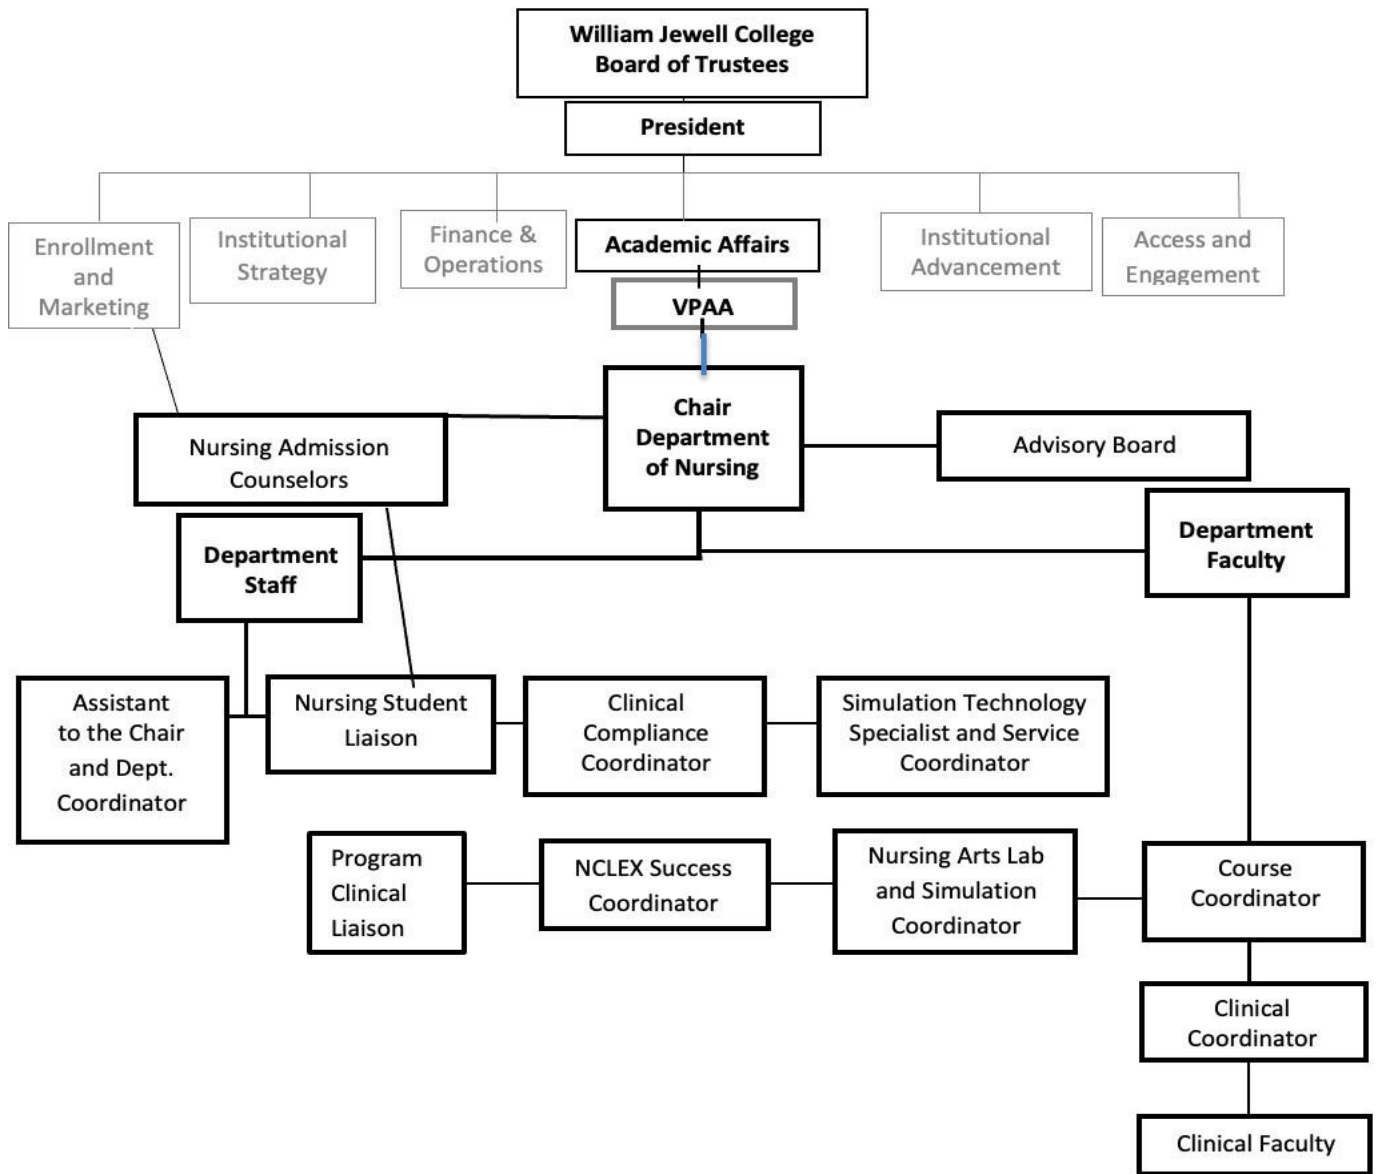 William Jewell College
Board of Trustees
President
Enrollment
and
Marketing
Institutional
Strategy
Finance &
Operations
Academic Affairs
VPAA
Institutional
Advancement
Access and
Engagement
Chair
Department
of Nursing
Nursing Admission
Counselors
Advisory Board
Department
Staff
Department
Faculty
Assistant
to the Chair
and Dept.
Coordinator
Nursing Student
Liaison
Clinical
Compliance
Coordinator
Simulation Technology
Specialist and Service
Coordinator
Program
Clinical
Liaison
NCLEX Success
Coordinator
Nursing Arts Lab
and Simulation
Coordinator
Course
Coordinator
Clinical
Coordinator
Clinical Faculty